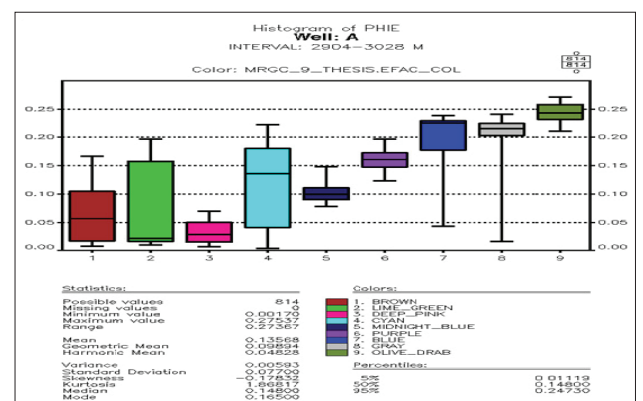 Histogram of PHIE
Well: A
INTERVAL: 2904-3028 M
Color: MRGC_9_THESIS.EFAC_COL
0
814
814
0
0.25 0.25
0.20 0.20
0.15 0.15
0.10 0.10
0.05 0.05
0.00 0.00
1 2 3 4 5 6 7 8 9
Statistics:
Possible values 814
Missing values 0
Minimum value 0.00170
Maximum value 0.27537
Range 0.27367
Mean 0.13568
Geometric Mean 0.09894
Harmonic Mean 0.04828
Variance 0.00593
Standard Deviation 0.07700
Skewness -0.17832
Kurtosis 1.86817
Median 0.14800
Mode 0.16500
Colors:
1. BROWN
2. LIME_GREEN
3. DEEP_PINK
4. CYAN
5. MIDNIGHT_BLUE
6. PURPLE
7. BLUE
8. GRAY
9. OLIVE_DRAB
Percentiles:
5% 0.01119
50% 0.14800
95% 0.24730